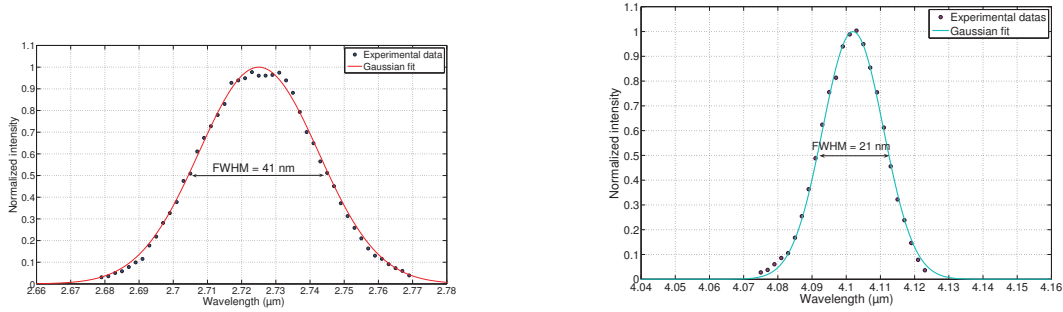 1.1
1
0.9
0.8
0.7
0.6
0.5
0.4
0.3
0.2
0.1
0
Normalized intensity
Experimental data
Gaussian fit
FWHM = 41 nm
2.66 2.67 2.68 2.69 2.7 2.71 2.72 2.73 2.74 2.75 2.76 2.77 2.78
Wavelength (µm)
1.1
1
0.9
0.8
0.7
0.6
0.5
0.4
0.3
0.2
0.1
0
Normalized intensity
Experimental datas
Gaussian fit
FWHM = 21 nm
4.04 4.05 4.06 4.07 4.08 4.09 4.1 4.11 4.12 4.13 4.14 4.15 4.16
Wavelength (µm)